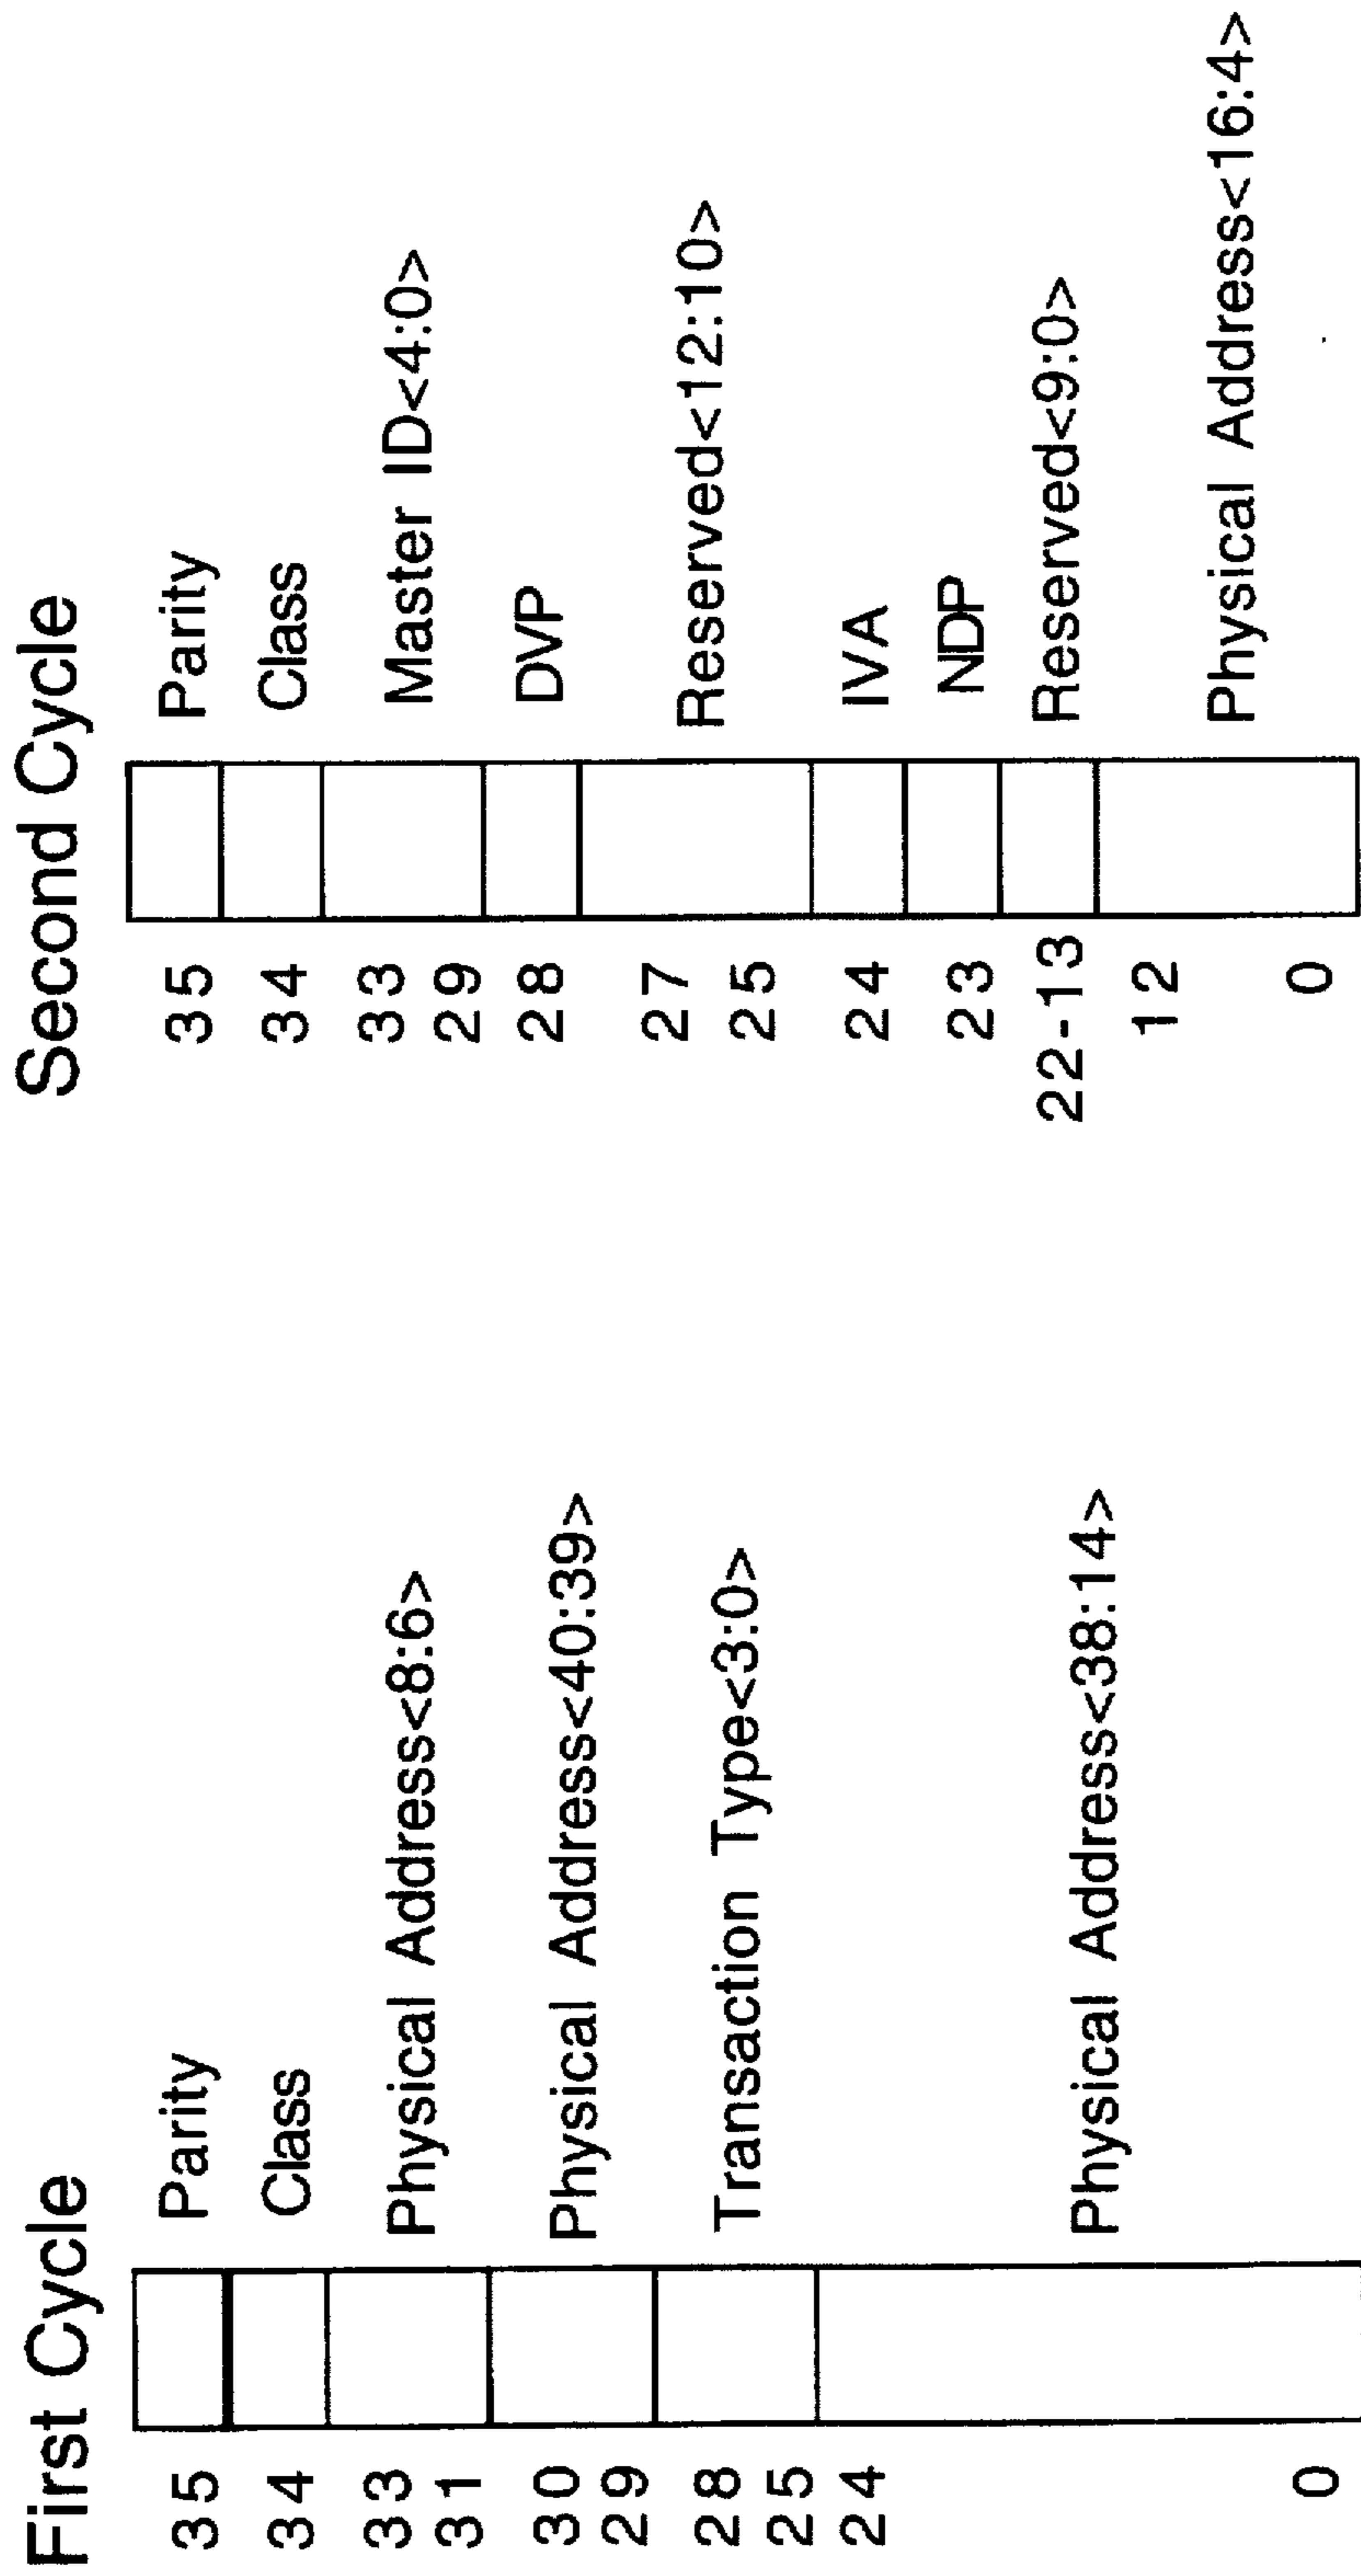 First Cycle
35 Parity
34 Class
33
31 Physical Address<8:6>
30
29 Physical Address<40:39>
28
25 Transaction Type<3:0>
24
0 Physical Address<38:14>
Second Cycle
35 Parity
34 Class
33
29 Master ID<4:0>
28 DVP
27
25 Reserved<12:10>
24 IVA
23 NDP
22-13 Reserved<9:0>
12
0 Physical Address<16:4>